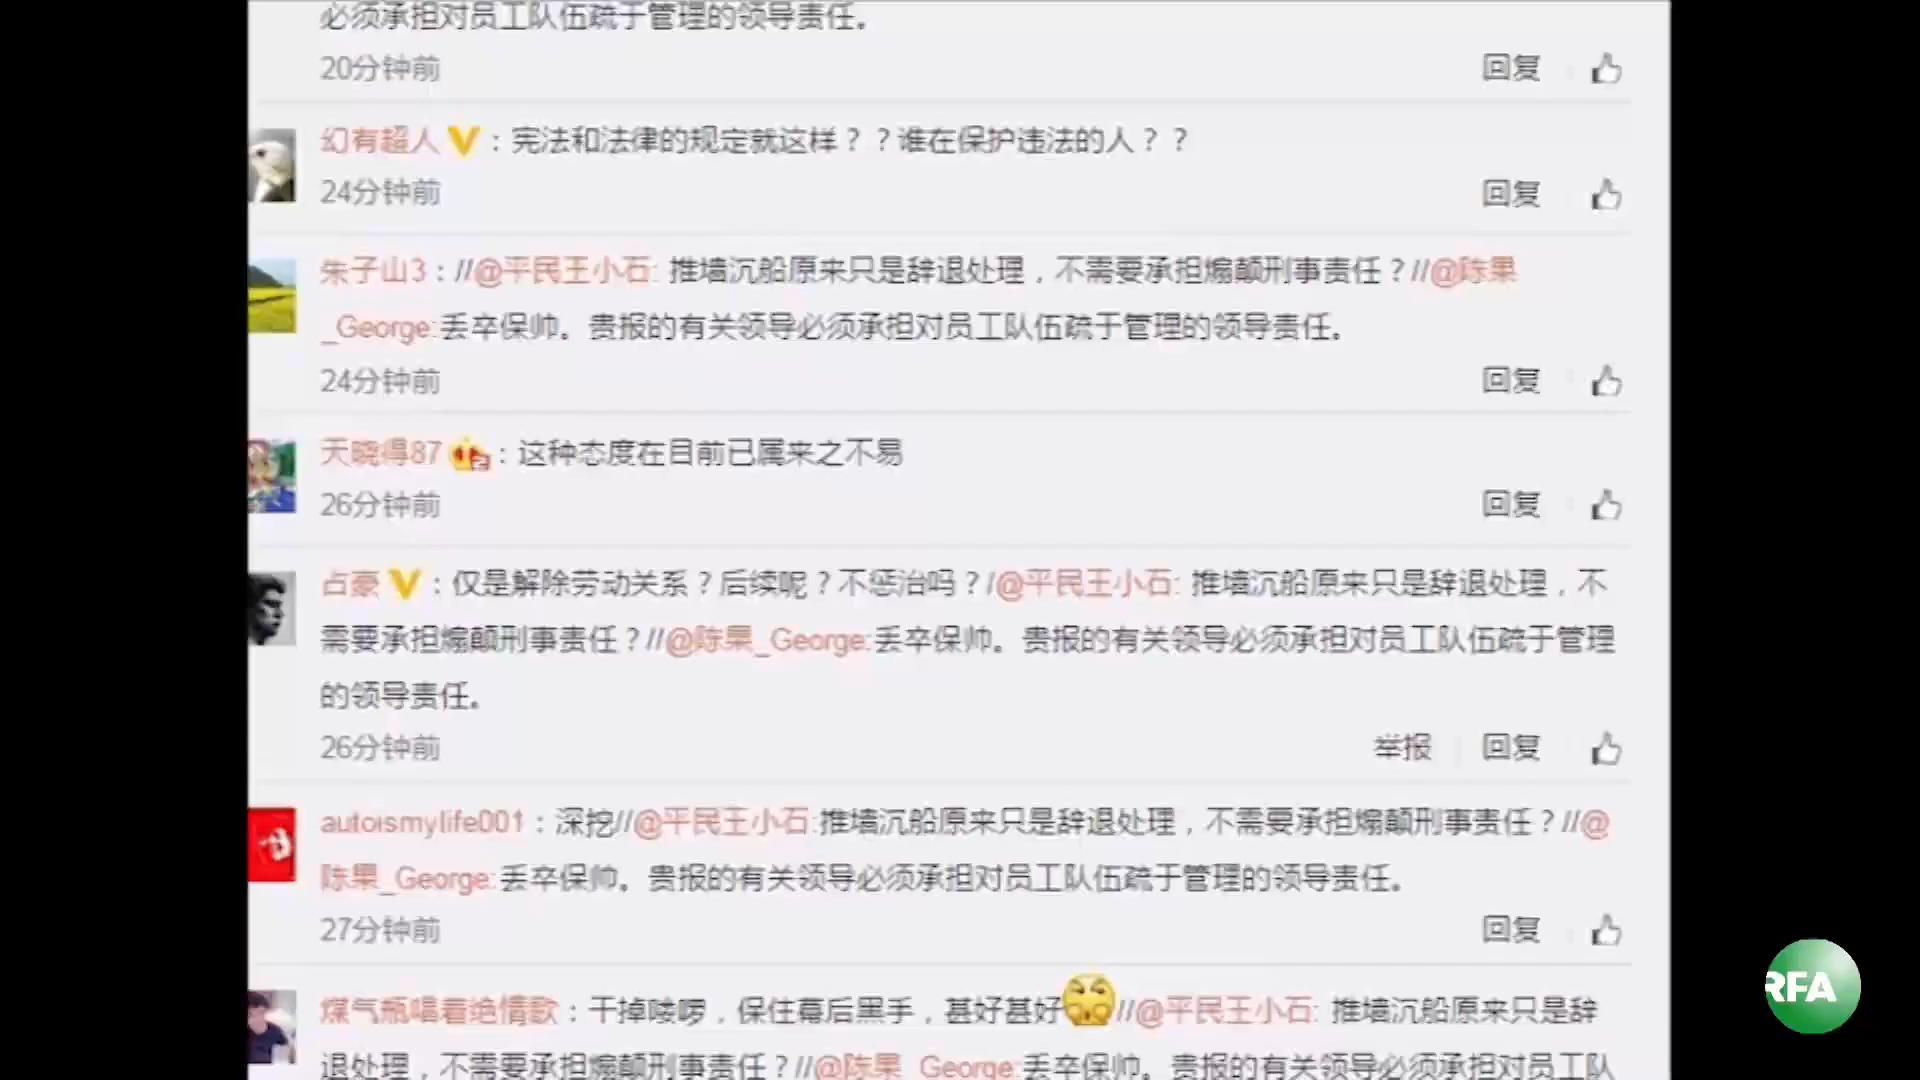 必须承担对员工队伍疏于管理的领导责任。
20分钟前 回复
幻有超人：宪法和法律的规定就这样？？谁在保护违法的人？？
24分钟前 回复
朱子山3：//@平民王小石: 推墙沉船原来只是辞退处理，不需要承担煽颠刑事责任？//@陈果
_George:丢卒保帅。贵报的有关领导必须承担对员工队伍疏于管理的领导责任。
24分钟前 回复
天晓得87：这种态度在目前已属来之不易
26分钟前 回复
占豪：仅是解除劳动关系？后续呢？不惩治吗？/@平民王小石: 推墙沉船原来只是辞退处理，不
需要承担煽颠刑事责任？//@陈果_George:丢卒保帅。贵报的有关领导必须承担对员工队伍疏于管理
的领导责任。
26分钟前 举报 回复
autoismylife001：深挖//@平民王小石:推墙沉船原来只是辞退处理，不需要承担煽颠刑事责任？//@
陈果_George:丢卒保帅。贵报的有关领导必须承担对员工队伍疏于管理的领导责任。
27分钟前 回复
煤气瓶唱着绝情歌：干掉喽啰，保住幕后黑手，甚好甚好//@平民王小石: 推墙沉船原来只是辞
退处理，不需要承担煽颠刑事责任？//@陈果_George:丢卒保帅。贵报的有关领导必须承担对员工队
RFA